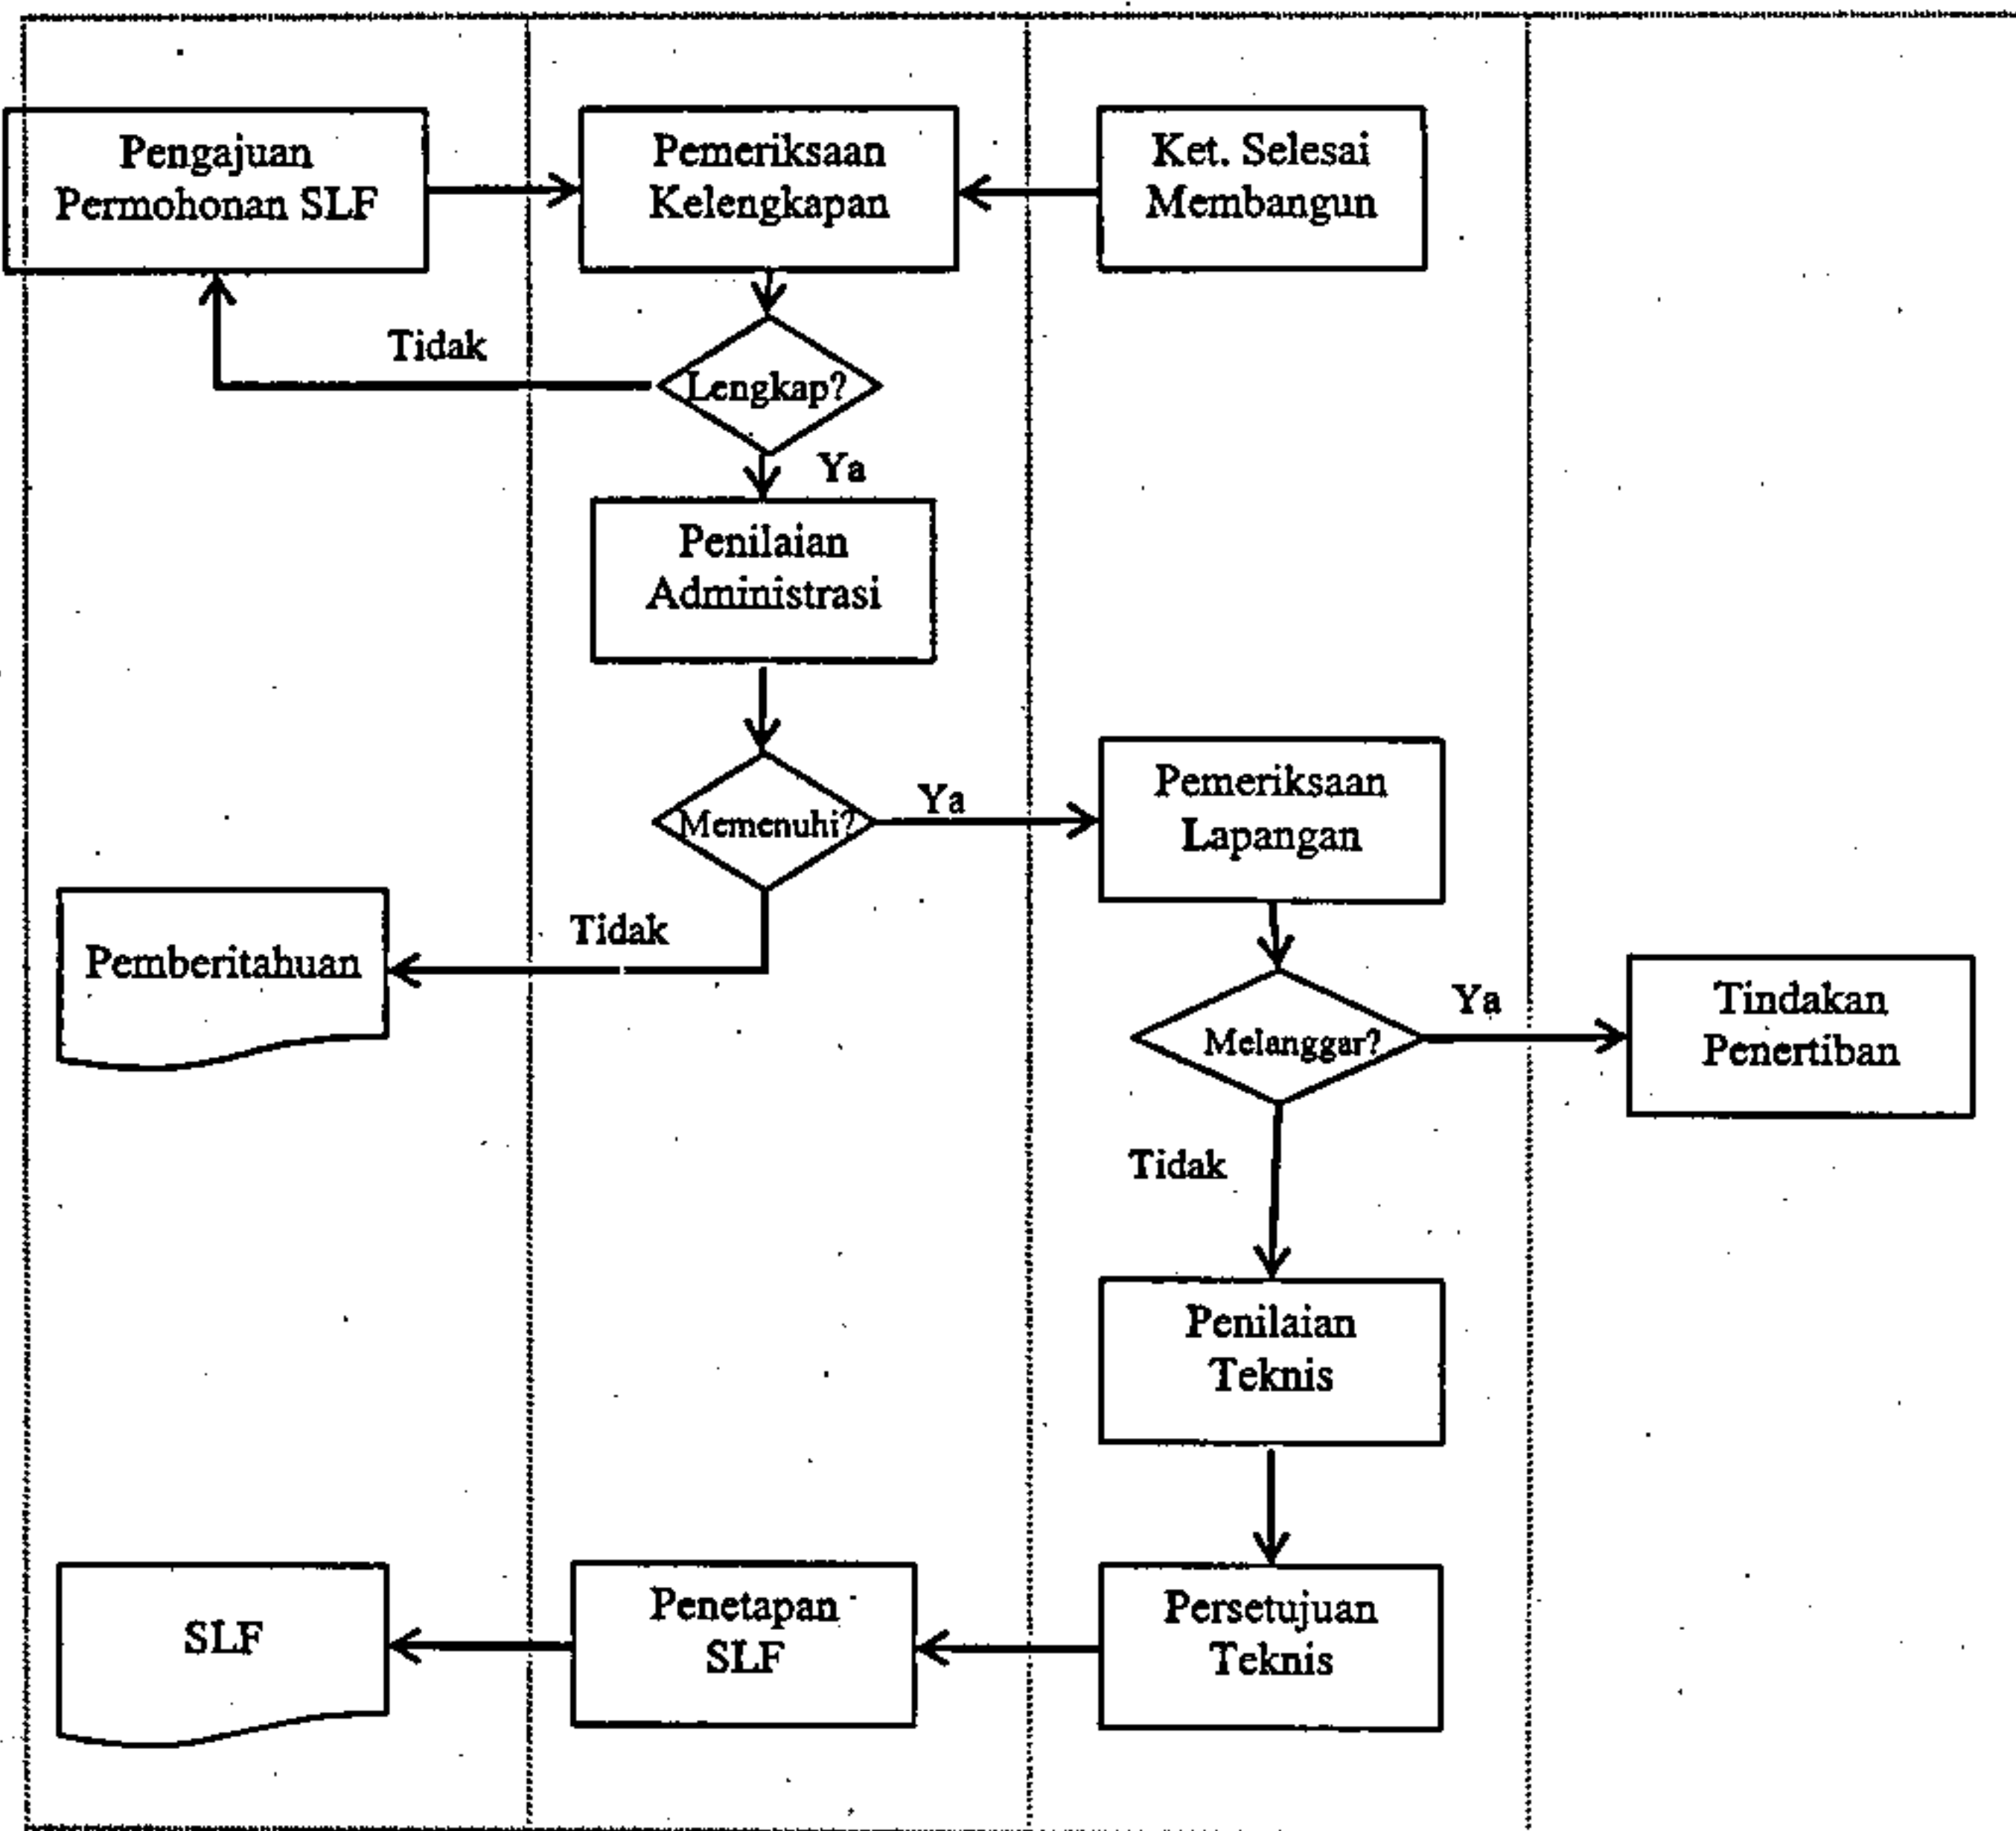 Pengajuan
Permohonan SLF
Pemeriksaan
Kelengkapan
Ket. Selesai
Membangun
Tidak
Lengkap?
Ya
Penilaian
Administrasi
Memenuhi?
Ya
Pemeriksaan
Lapangan
Tidak
Pemberitahuan
Melanggar?
Ya
Tindakan
Penertiban
Tidak
Penilaian
Teknis
SLF
Penetapan
SLF
Persetujuan
Teknis